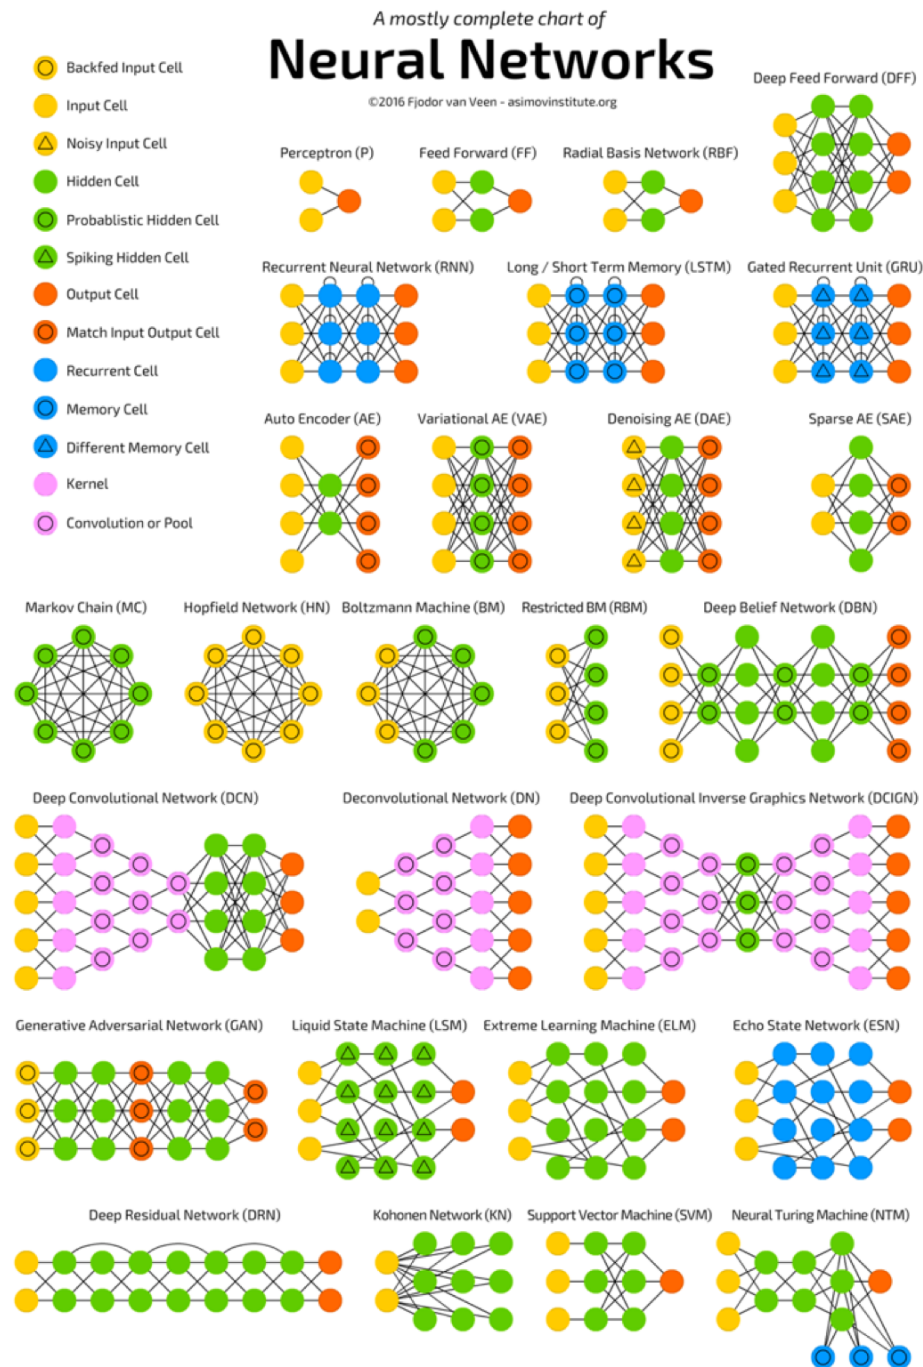 A mostly complete chart of
Neural Networks
©2016 Fjodor van Veen - asimovinstitute.org
Backfed Input Cell
Input Cell
Noisy Input Cell
Hidden Cell
Probablistic Hidden Cell
Spiking Hidden Cell
Output Cell
Match Input Output Cell
Recurrent Cell
Memory Cell
Different Memory Cell
Kernel
Convolution or Pool
Deep Feed Forward (DFF)
Perceptron (P)
Feed Forward (FF)
Radial Basis Network (RBF)
Recurrent Neural Network (RNN)
Long / Short Term Memory (LSTM)
Gated Recurrent Unit (GRU)
Auto Encoder (AE)
Variational AE (VAE)
Denoising AE (DAE)
Sparse AE (SAE)
Markov Chain (MC)
Hopfield Network (HN)
Boltzmann Machine (BM)
Restricted BM (RBM)
Deep Belief Network (DBN)
Deep Convolutional Network (DCN)
Deconvolutional Network (DN)
Deep Convolutional Inverse Graphics Network (DCIGN)
Generative Adversarial Network (GAN)
Liquid State Machine (LSM)
Extreme Learning Machine (ELM)
Echo State Network (ESN)
Deep Residual Network (DRN)
Kohonen Network (KN)
Support Vector Machine (SVM)
Neural Turing Machine (NTM)